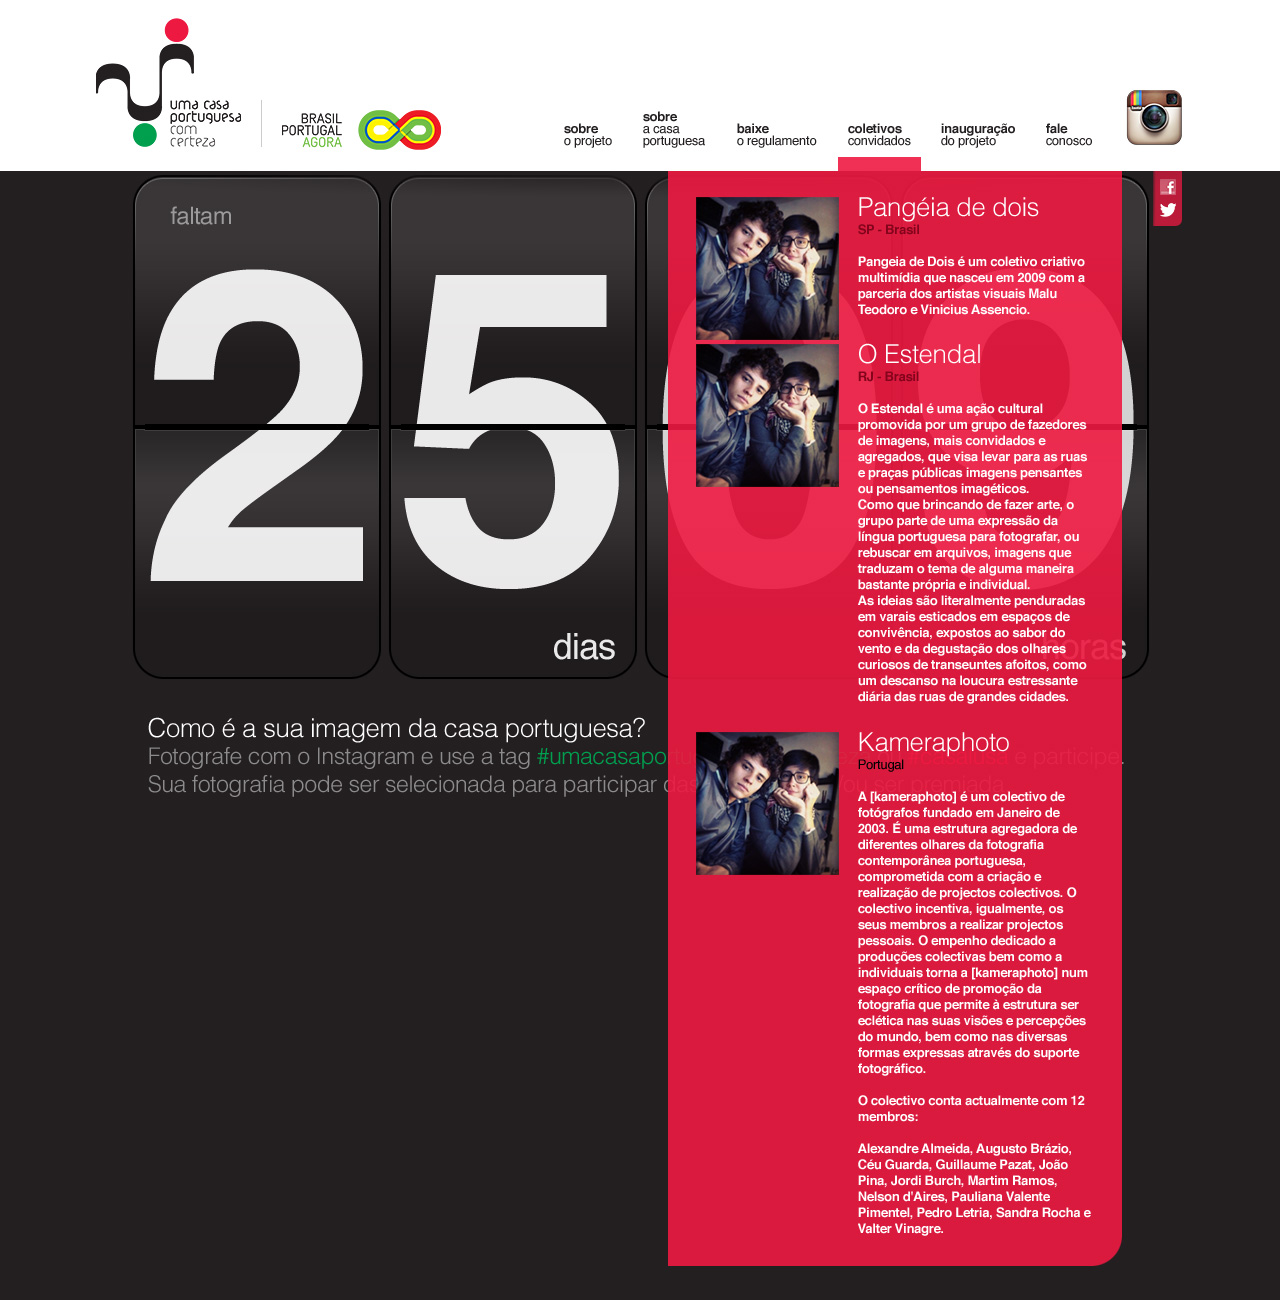 uma casa
portuguesa
com
certeza
BRASIL
PORTUGAL
AGORA
sobre
o projeto
sobre
a casa
portuguesa
baixe
o regulamento
coletivos
convidados
inauguração
do projeto
fale
conosco
faltam
25
dias
09
horas
Como é a sua imagem da casa portuguesa?
Fotografe com o Instagram e use a tag #umacasaportu e participe.
Sua fotografia pode ser selecionada para participar das /ou ser premiada.
Pangéia de dois
SP - Brasil
Pangeia de Dois é um coletivo criativo
multimídia que nasceu em 2009 com a
parceria dos artistas visuais Malu
Teodoro e Vinicius Assencio.
O Estendal
RJ - Brasil
O Estendal é uma ação cultural
promovida por um grupo de fazedores
de imagens, mais convidados e
agregados, que visa levar para as ruas
e praças públicas imagens pensantes
ou pensamentos imagéticos.
Como que brincando de fazer arte, o
grupo parte de uma expressão da
língua portuguesa para fotografar, ou
rebuscar em arquivos, imagens que
traduzam o tema de alguma maneira
bastante própria e individual.
As ideias são literalmente penduradas
em varais esticados em espaços de
convivência, expostos ao sabor do
vento e da degustação dos olhares
curiosos de transeuntes afoitos, como
um descanso na loucura estressante
diária das ruas de grandes cidades.
Kameraphoto
Portugal
A [kameraphoto] é um colectivo de
fotógrafos fundado em Janeiro de
2003. É uma estrutura agregadora de
diferentes olhares da fotografia
contemporânea portuguesa,
comprometida com a criação e
realização de projectos colectivos. O
colectivo incentiva, igualmente, os
seus membros a realizar projectos
pessoais. O empenho dedicado a
produções colectivas bem como a
individuais torna a [kameraphoto] num
espaço crítico de promoção da
fotografia que permite à estrutura ser
eclética nas suas visões e percepções
do mundo, bem como nas diversas
formas expressas através do suporte
fotográfico.
O colectivo conta actualmente com 12
membros:
Alexandre Almeida, Augusto Brázio,
Céu Guarda, Guillaume Pazat, João
Pina, Jordi Burch, Martim Ramos,
Nelson d'Aires, Pauliana Valente
Pimentel, Pedro Letria, Sandra Rocha e
Valter Vinagre.